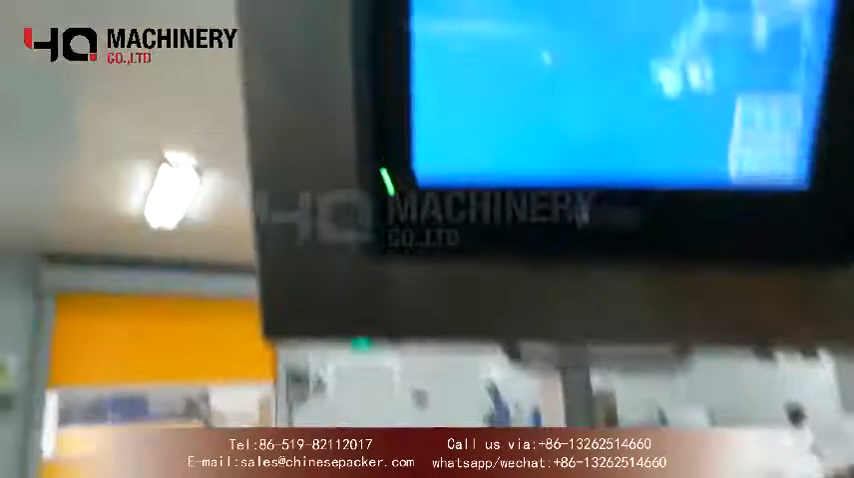 HQ MACHINERY
CO.,LTD
HQ MACHINERY
CO.,LTD
Tel:86-519-82112017
Call us via:+86-13262514660
E-mail:sales@chinesepacker.com
whatsapp/wechat:+86-13262514660